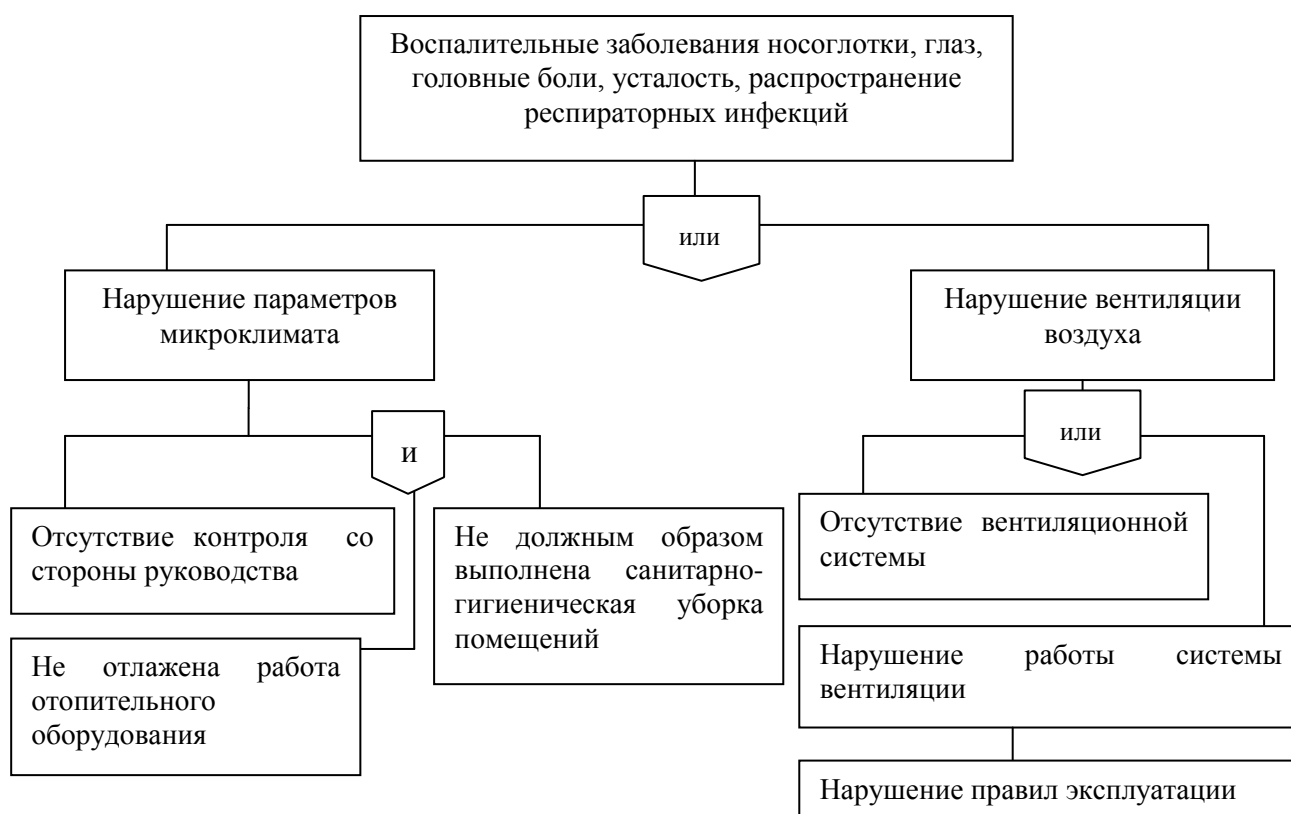 Воспалительные заболевания носоглотки, глаз,
головные боли, усталость, распространение
респираторных инфекций
или
Нарушение параметров
микроклимата
Нарушение вентиляции
воздуха
и
или
Отсутствие контроля со
стороны руководства
Не должным образом
выполнена санитарно-
гигиеническая уборка
помещений
Отсутствие вентиляционной
системы
Не отлажена работа
отопительного
оборудования
Нарушение работы системы
вентиляции
Нарушение правил эксплуатации